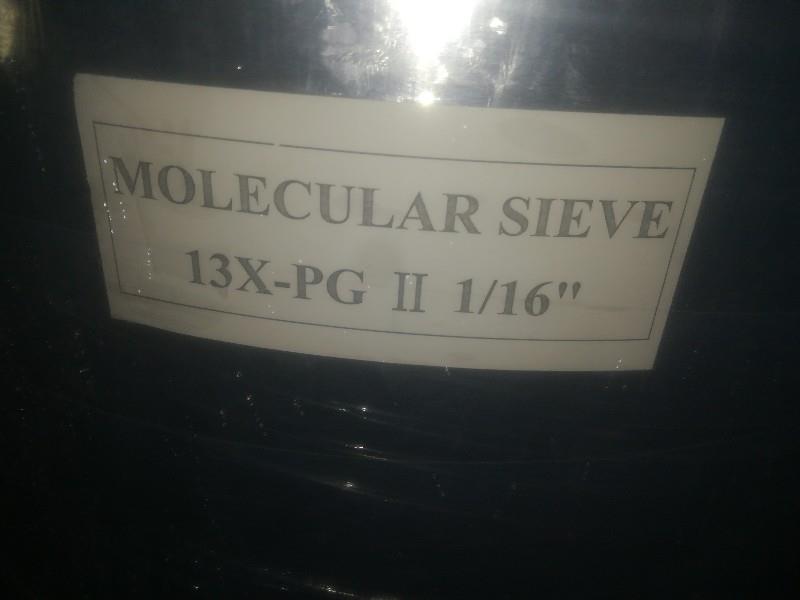 MOLECULAR SIEVE
13X-PG Ⅱ 1/16"